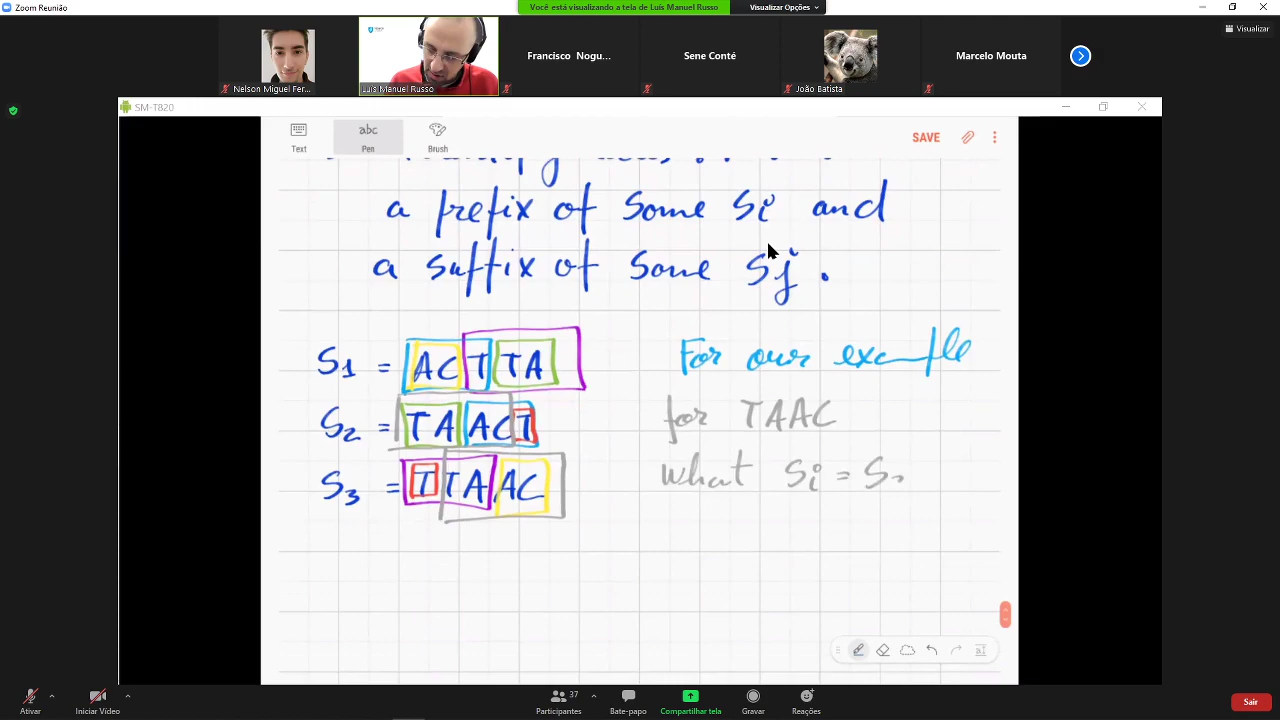 Zoom Reunião
Você está visualizando a tela de Luís Manuel Russo
Visualizar Opções
Visualizar
Nelson Miguel Fer...
Luís Manuel Russo
Francisco Nogu...
Sene Conté
João Batista
Marcelo Mouta
SM-T820
Text
abc
Pen
Brush
SAVE
a prefix of some Si and
a suffix of some Sj.
S1 = ACTTA
For our example
S2 = TAACT
for TAAC
S3 = TTAAC
what Si = S2
Ativar
Iniciar Vídeo
37
Participantes
Bate-papo
Compartilhar tela
Gravar
Reações
Sair